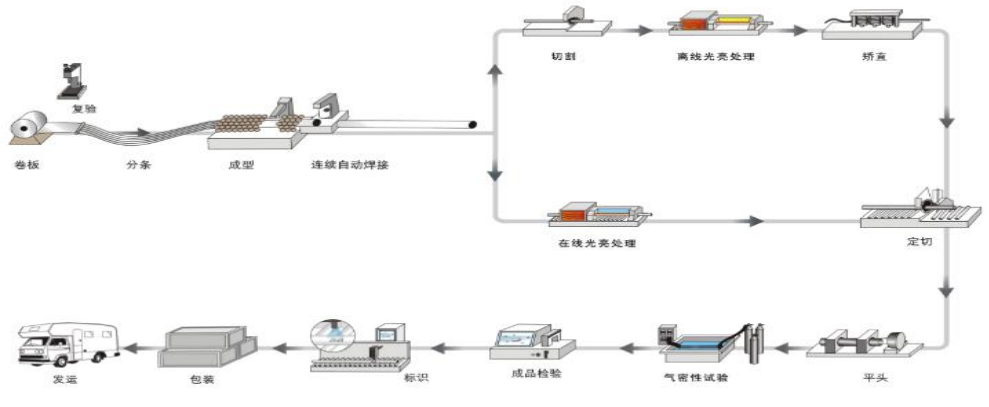 切割
离线光亮处理
矫直
复验
卷板
分条
成型
连续自动焊接
在线光亮处理
定切
发运
包装
标识
成品检验
气密性试验
平头